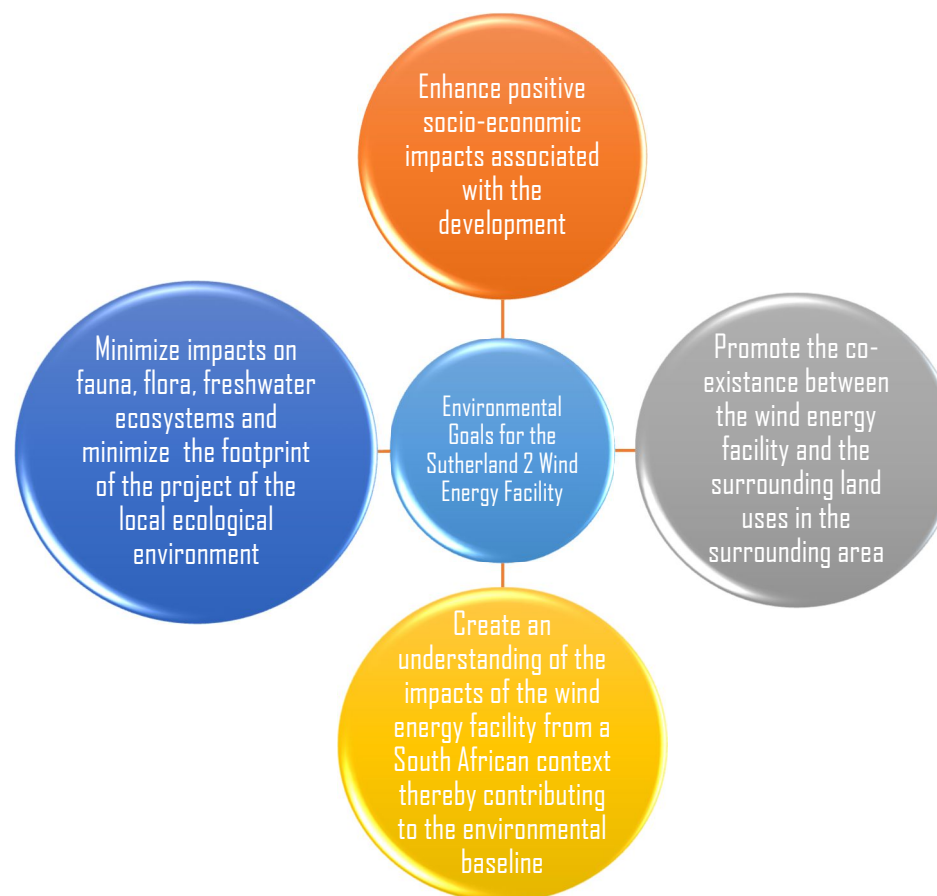 Enhance positive
socio-economic
impacts associated
with the
development
Minimize impacts on
fauna, flora, freshwater
ecosystems and
minimize the footprint
of the project of the
local ecological
environment
Environmental
Goals for the
Sutherland 2 Wind
Energy Facility
Promote the co-
existance between
the wind energy
facility and the
surrounding land
uses in the
surrounding area
Create an
understanding of the
impacts of the wind
energy facility from a
South African context
thereby contributing
to the environmental
baseline